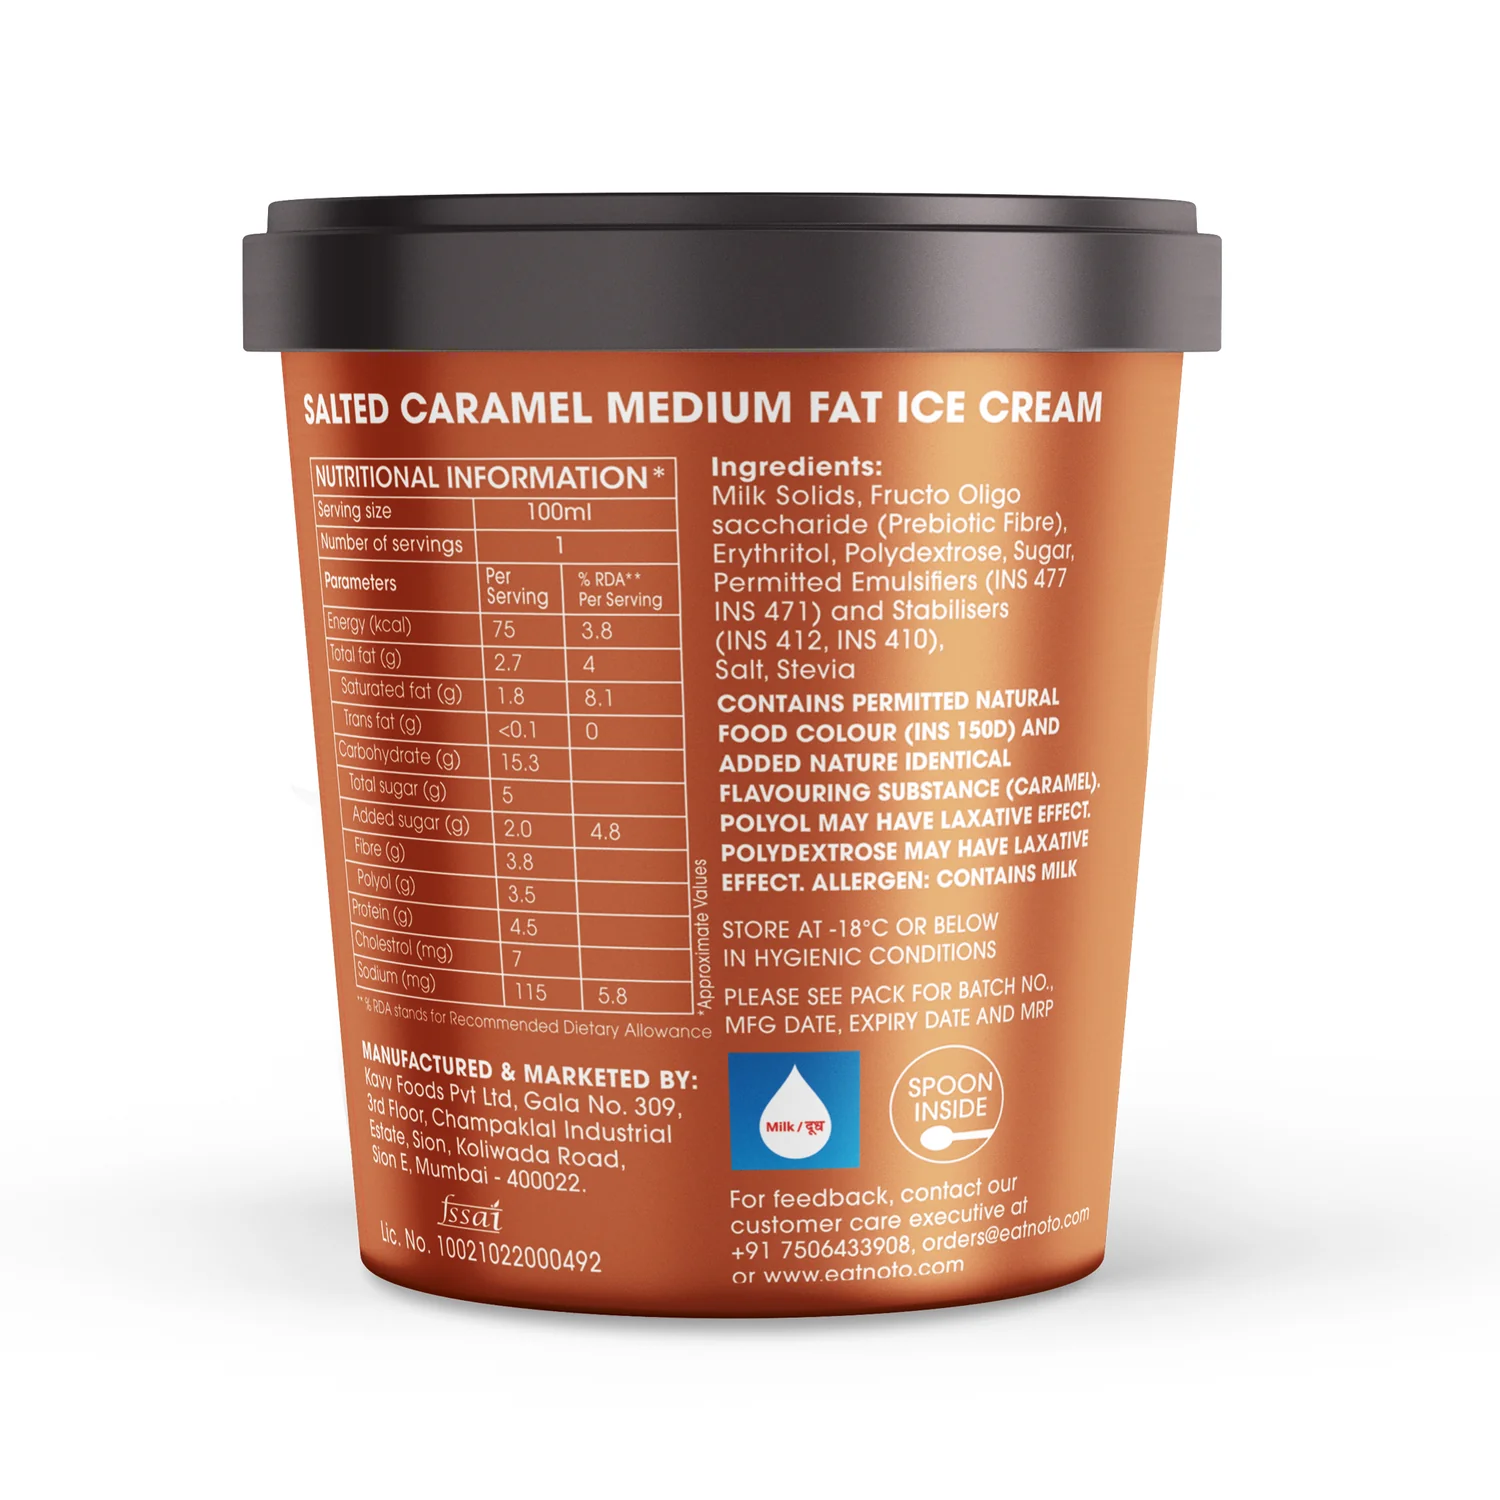 SALTED CARAMEL MEDIUM FAT ICE CREAM
NUTRITIONAL INFORMATION*
Serving size 100ml
Number of servings 1
Parameters Per Serving % RDA** Per Serving
Energy (kcal) 75 3.8
Total fat (g) 2.7 4
Saturated fat (g) 1.8 8.1
Trans fat (g) <0.1 0
Carbohydrate (g) 15.3
Total sugar (g) 5
Added sugar (g) 2.0 4.8
Fibre (g) 3.8
Polyol (g) 3.5
Protein (g) 4.5
Cholestrol (mg) 7
Sodium (mg) 115 5.8
*Approximate Values
**% RDA stands for Recommended Dietary Allowance
MANUFACTURED & MARKETED BY:
Kavv Foods Pvt Ltd, Gala No. 309,
3rd Floor, Champaklal Industrial
Estate, Sion, Koliwada Road,
Sion E, Mumbai - 400022.
fssai
Lic. No. 10021022000492
Ingredients:
Milk Solids, Fructo Oligo
saccharide (Prebiotic Fibre),
Erythritol, Polydextrose, Sugar,
Permitted Emulsifiers (INS 477
INS 471) and Stabilisers
(INS 412, INS 410),
Salt, Stevia
CONTAINS PERMITTED NATURAL
FOOD COLOUR (INS 150D) AND
ADDED NATURE IDENTICAL
FLAVOURING SUBSTANCE (CARAMEL).
POLYOL MAY HAVE LAXATIVE EFFECT.
POLYDEXTROSE MAY HAVE LAXATIVE
EFFECT. ALLERGEN: CONTAINS MILK
STORE AT -18°C OR BELOW
IN HYGIENIC CONDITIONS
PLEASE SEE PACK FOR BATCH NO.,
MFG DATE, EXPIRY DATE AND MRP
Milk / दूध
SPOON
INSIDE
For feedback, contact our
customer care executive at
+91 7506433908, orders@eatnoto.com
or www.eatnoto.com